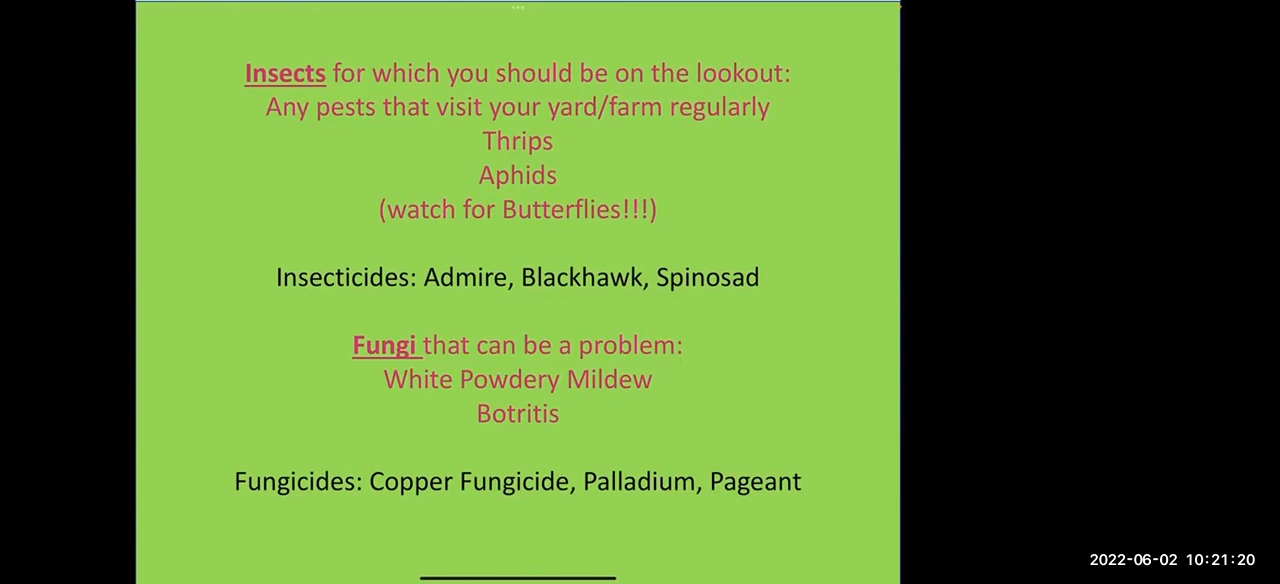 Insects for which you should be on the lookout:
Any pests that visit your yard/farm regularly
Thrips
Aphids
(watch for Butterflies!!!)
Insecticides: Admire, Blackhawk, Spinosad
Fungi that can be a problem:
White Powdery Mildew
Botritis
Fungicides: Copper Fungicide, Palladium, Pageant
2022-06-02 10:21:20